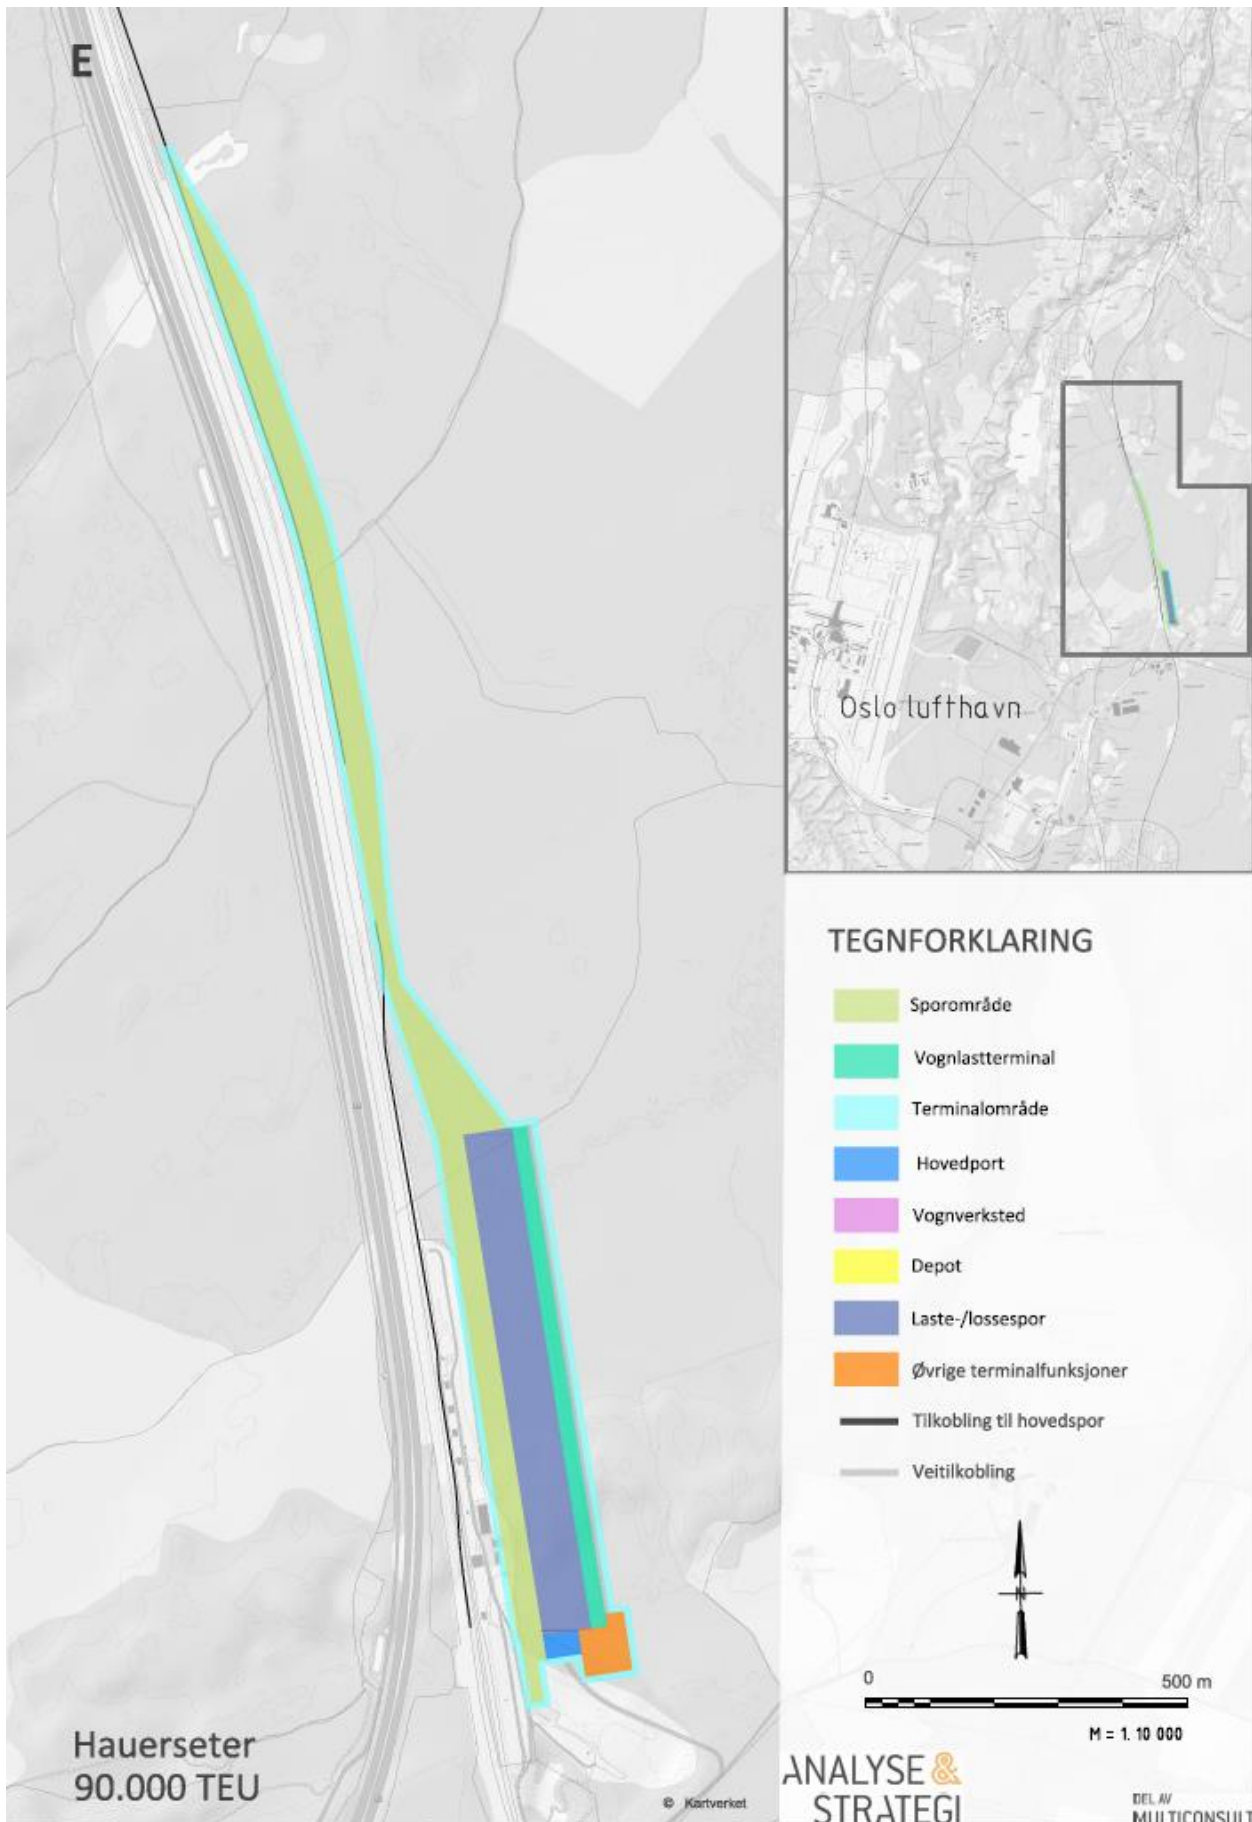 E
Oslo lufthavn
TEGNFORKLARING
Sporområde
Vognlastterminal
Terminalområde
Hovedport
Vognverksted
Depot
Laste-/lossespor
Øvrige terminalfunksjoner
Tilkobling til hovedspor
Veitilkobling
N
0 500 m
M = 1. 10 000
Hauerseter
90.000 TEU
© Kartverket
ANALYSE &
STRATEGI
DEL AV
MULTICONSULT